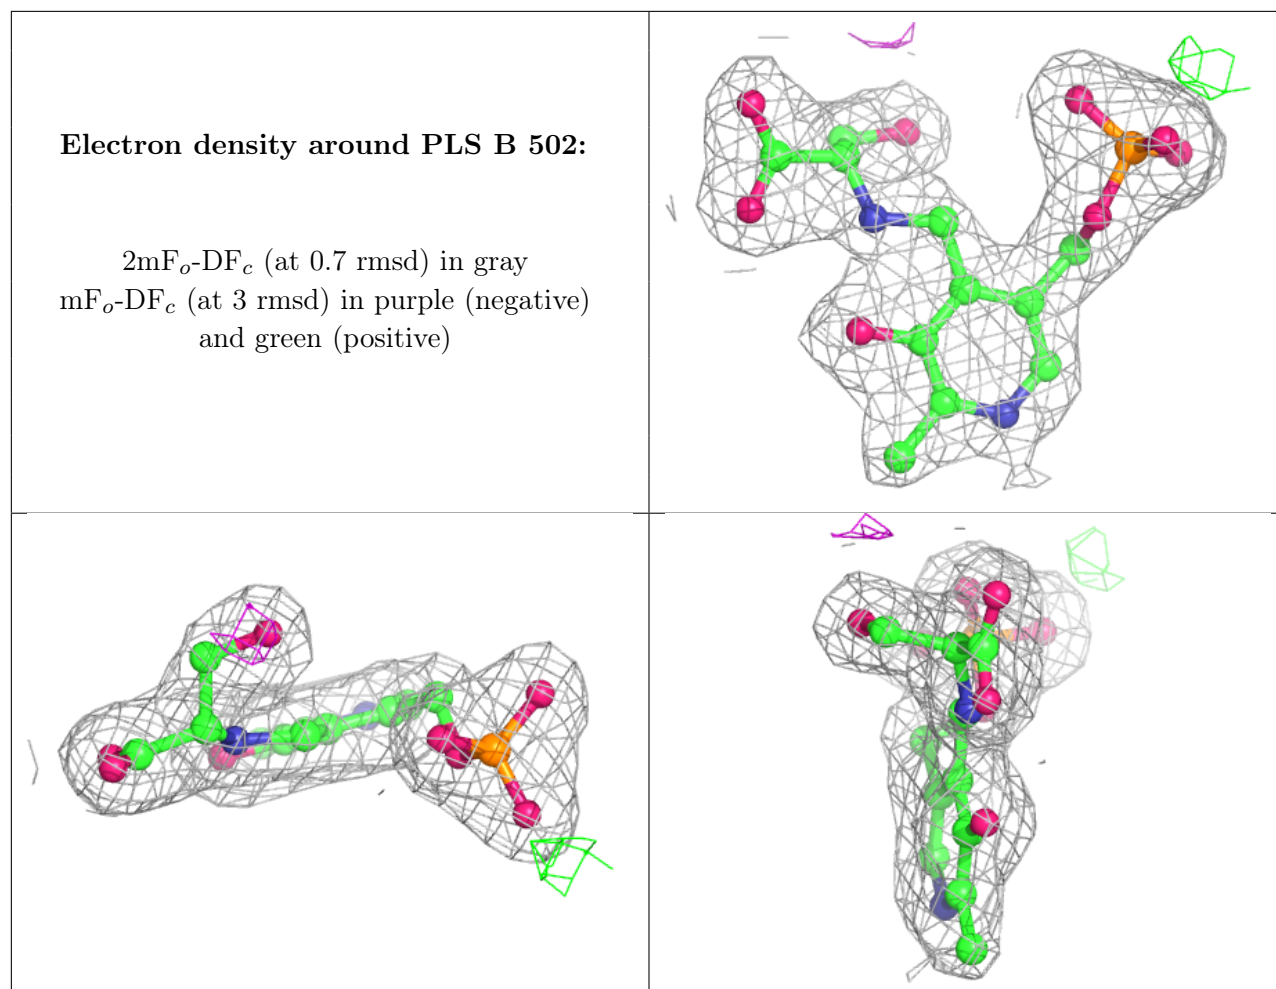 Electron density around PLS B 502:
2mFo-DFc (at 0.7 rmsd) in gray
mFo-DFc (at 3 rmsd) in purple (negative)
and green (positive)